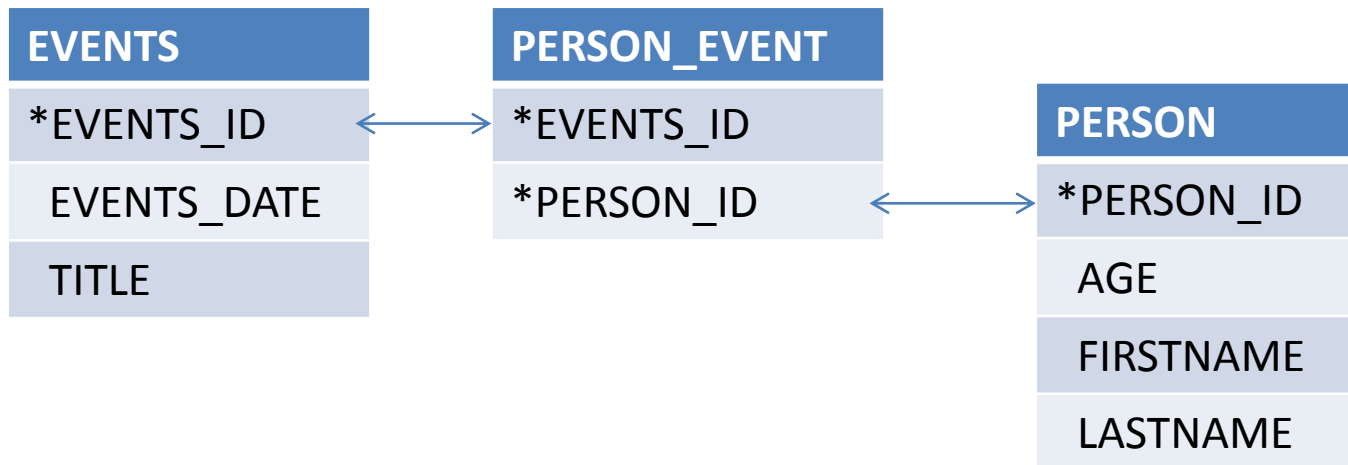 EVENTS
*EVENTS_ID
EVENTS_DATE
TITLE
PERSON_EVENT
*EVENTS_ID
*PERSON_ID
PERSON
*PERSON_ID
AGE
FIRSTNAME
LASTNAME